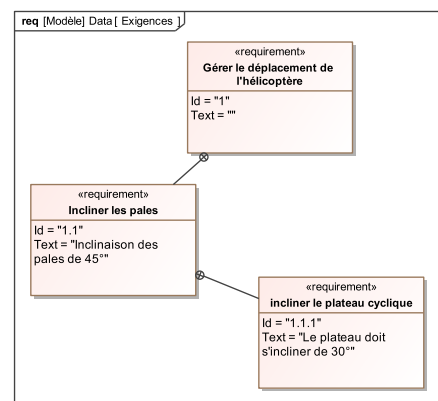 req [Modèle] Data [ Exigences ]
«requirement»
Gérer le déplacement de
l'hélicoptère
Id = "1"
Text = ""
«requirement»
Incliner les pales
Id = "1.1"
Text = "Inclinaison des
pales de 45°"
«requirement»
incliner le plateau cyclique
Id = "1.1.1"
Text = "Le plateau doit
s'incliner de 30°"